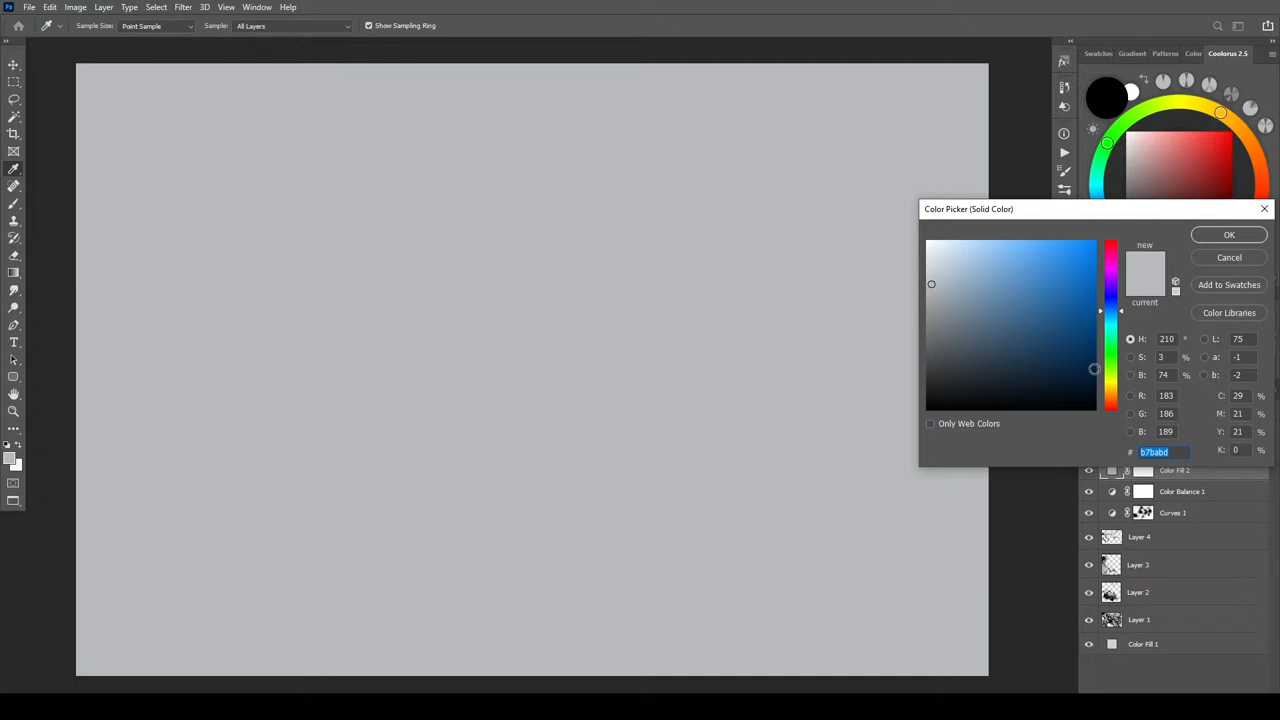 Ps File Edit Image Layer Type Select Filter 3D View Window Help
Sample Size: Point Sample Sample: All Layers Show Sampling Ring
Swatches Gradient Patterns Color Coolorus 2.5
fx
Color Picker (Solid Color)
new
OK
Cancel
Add to Swatches
current
Color Libraries
H: 210 ° L: 75
S: 3 % a: -1
B: 74 % b: -2
R: 183 C: 29 %
G: 186 M: 21 %
B: 189 Y: 21 %
Only Web Colors
# b7babd K: 0 %
Color Fill 2
Color Balance 1
Curves 1
Layer 4
Layer 3
Layer 2
Layer 1
Color Fill 1